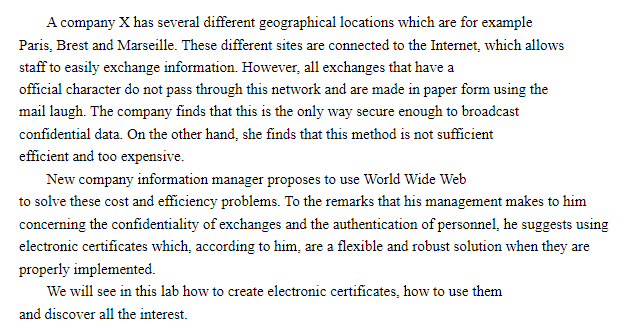 A company X has several different geographical locations which are for example
Paris, Brest and Marseille. These different sites are connected to the Internet, which allows
staff to easily exchange information. However, all exchanges that have a
official character do not pass through this network and are made in paper form using the
mail laugh. The company finds that this is the only way secure enough to broadcast
confidential data. On the other hand, she finds that this method is not sufficient
efficient and too expensive.
New company information manager proposes to use World Wide Web
to solve these cost and efficiency problems. To the remarks that his management makes to him
concerning the confidentiality of exchanges and the authentication of personnel, he suggests using
electronic certificates which, according to him, are a flexible and robust solution when they are
properly implemented.
We will see in this lab how to create electronic certificates, how to use them
and discover all the interest.